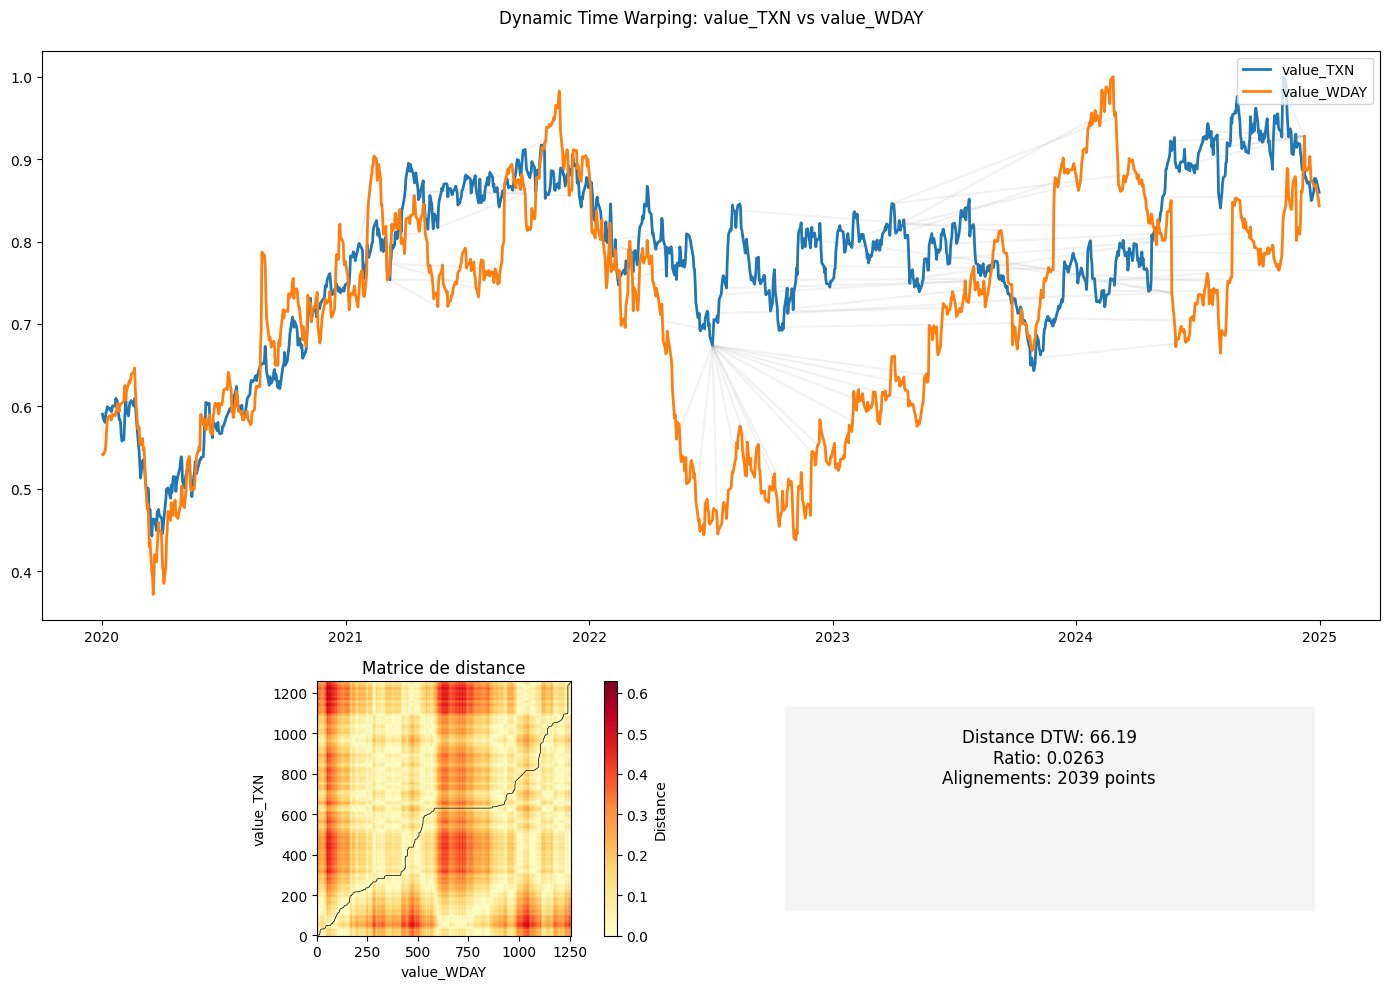 Dynamic Time Warping: value_TXN vs value_WDAY
value_TXN
value_WDAY
1.0
0.9
0.8
0.7
0.6
0.5
0.4
2020 2021 2022 2023 2024 2025
Matrice de distance
value_TXN
1200
1000
800
600
400
200
0
0 250 500 750 1000 1250
value_WDAY
0.6
0.5
0.4
0.3
0.2
0.1
0.0
Distance
Distance DTW: 66.19
Ratio: 0.0263
Alignements: 2039 points